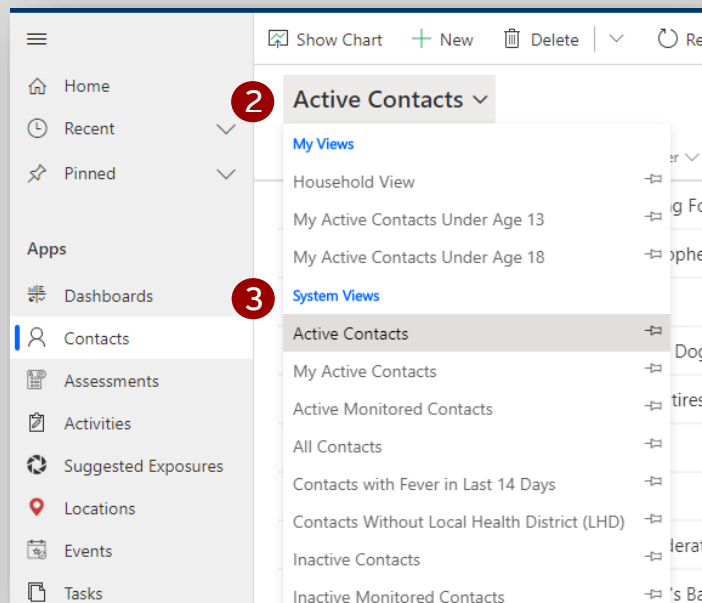 Show Chart
New
Delete
Home
Recent
Pinned
Apps
Dashboards
Contacts
Assessments
Activities
Suggested Exposures
Locations
Events
Tasks
2
Active Contacts
My Views
Household View
My Active Contacts Under Age 13
My Active Contacts Under Age 18
3
System Views
Active Contacts
My Active Contacts
Active Monitored Contacts
All Contacts
Contacts with Fever in Last 14 Days
Contacts Without Local Health District (LHD)
Inactive Contacts
Inactive Monitored Contacts